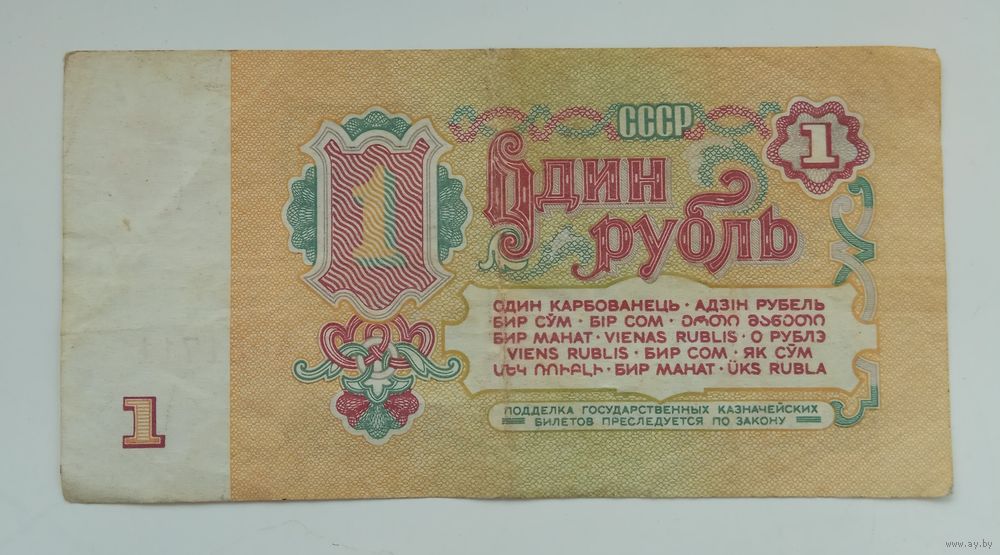 СССР
1
1
Один
рубль
ОДИН КАРБОВАНЕЦЬ · АДЗІН РУБЕЛЬ
БИР СЎМ · БІР СОМ · ᲔᲠᲗᲘ ᲛᲐᲜᲔᲗᲘ
БИР МАНАТ · VIENAS RUBLIS · О РУБЛЭ
VIENS RUBLIS · БИР СОМ · ЯК СӮМ
ՄԵԿ ՌՈՒԲԼԻ · БИР МАНАТ · ÜKS RUBLA
1
ПОДДЕЛКА ГОСУДАРСТВЕННЫХ КАЗНАЧЕЙСКИХ
БИЛЕТОВ ПРЕСЛЕДУЕТСЯ ПО ЗАКОНУ
www.ay.by